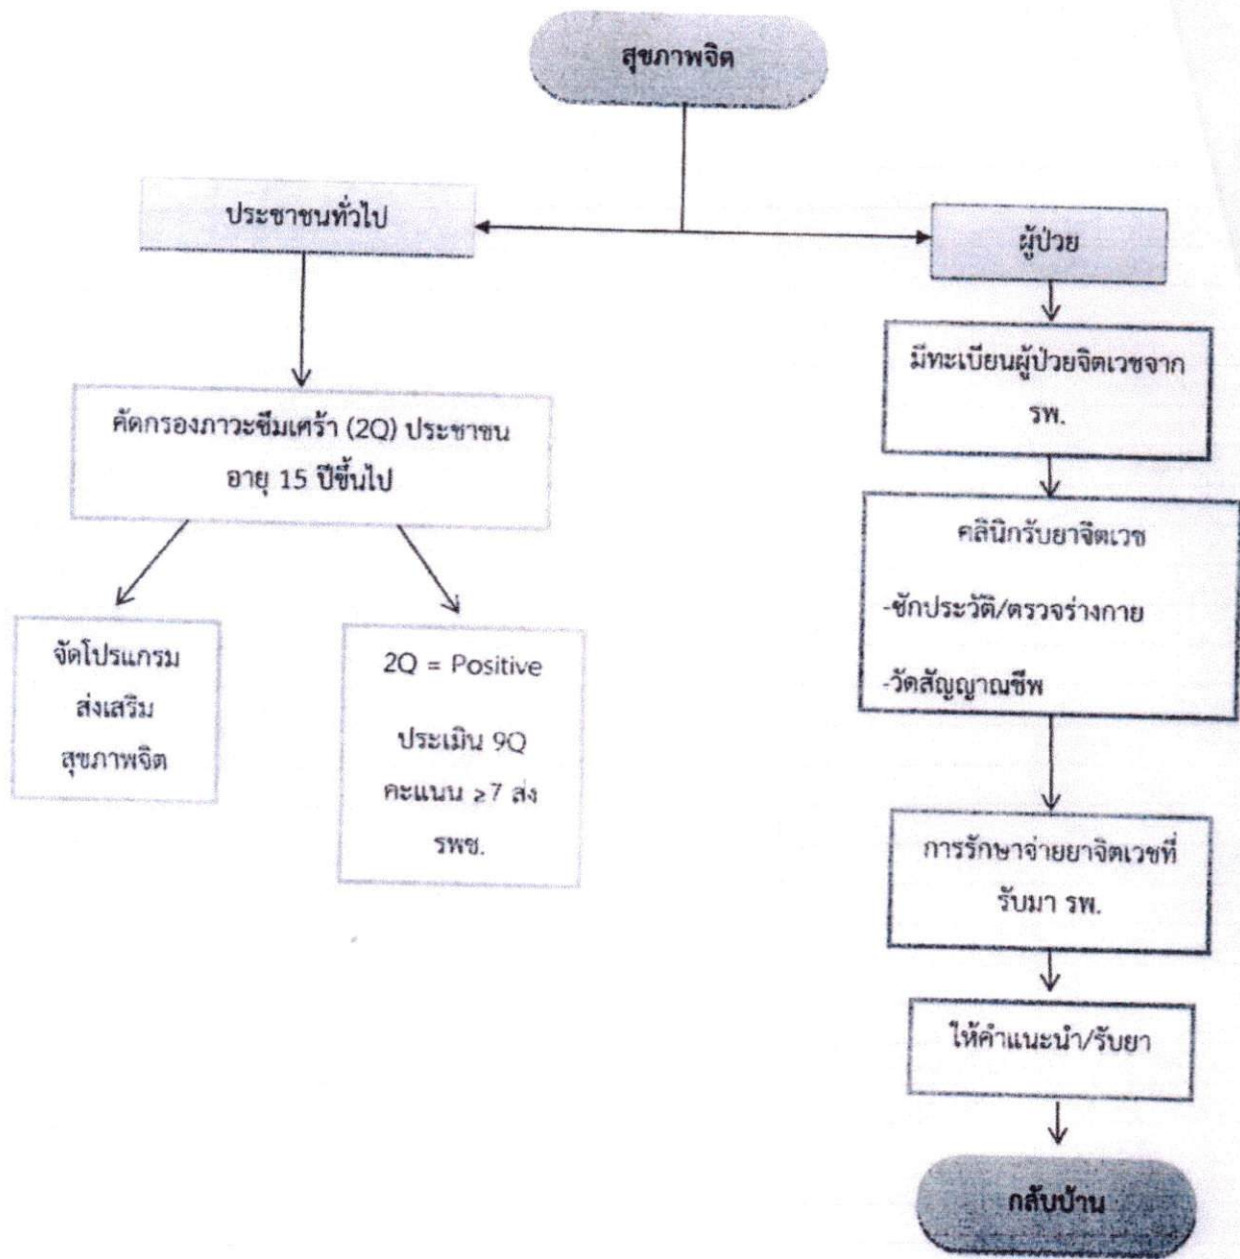 สุขภาพจิต
ประชาชนทั่วไป
ผู้ป่วย
มีทะเบียนผู้ป่วยจิตเวชจาก
รพ.
คัดกรองภาวะซึมเศร้า (2Q) ประชาชน
อายุ 15 ปีขึ้นไป
คลินิกรับยาจิตเวช
-ซักประวัติ/ตรวจร่างกาย
-วัดสัญญาณชีพ
จัดโปรแกรม
ส่งเสริม
สุขภาพจิต
2Q = Positive
ประเมิน 9Q
คะแนน ≥7 ส่ง
รพช.
การรักษาจ่ายยาจิตเวชที่
รับมา รพ.
ให้คำแนะนำ/รับยา
กลับบ้าน